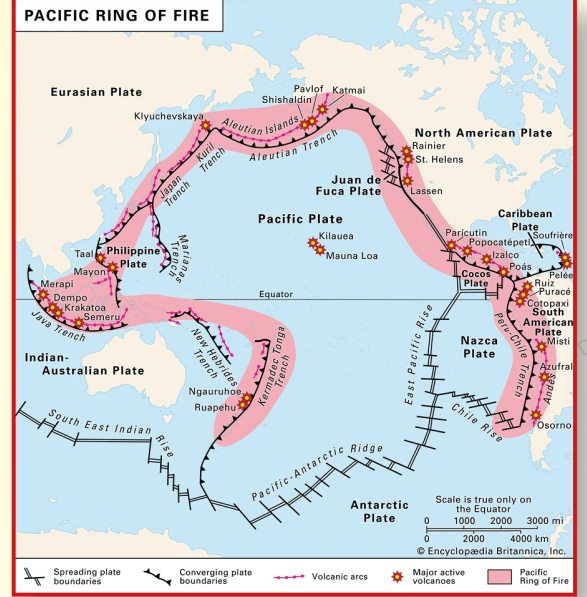 PACIFIC RING OF FIRE
Eurasian Plate
Pavlof
Katmai
Shishaldin
Klyuchevskaya
Aleutian Islands
Aleutian Trench
Kuril
Trench
Japan
Trench
North American Plate
Rainier
St. Helens
Juan de
Fuca Plate
Lassen
Pacific Plate
Kilauea
Mauna Loa
Marianas
Trench
Taal
Philippine
Plate
Mayon
Caribbean
Plate
Soufrière
Parícutin
Popocatépetl
Izalco
Poás
Pelée
Cocos
Plate
Merapi
Dempo
Krakatoa
Semeru
Java Trench
Equator
Ruiz
Puracé
Cotopaxi
South
American
Plate
Misti
Azufral
Andes
Osorno
Peru-Chile Trench
Nazca
Plate
East Pacific Rise
Chile Rise
Indian-
Australian Plate
New Hebrides
Trench
Kermadec Tonga
Trench
Ngauruhoe
Ruapehu
South East Indian Rise
Pacific-Antarctic Ridge
Antarctic
Plate
Scale is true only on
the Equator
0 1000 2000 3000 mi
0 2000 4000 km
© Encyclopædia Britannica, Inc.
Spreading plate
boundaries
Converging plate
boundaries
Volcanic arcs
Major active
volcanoes
Pacific
Ring of Fire